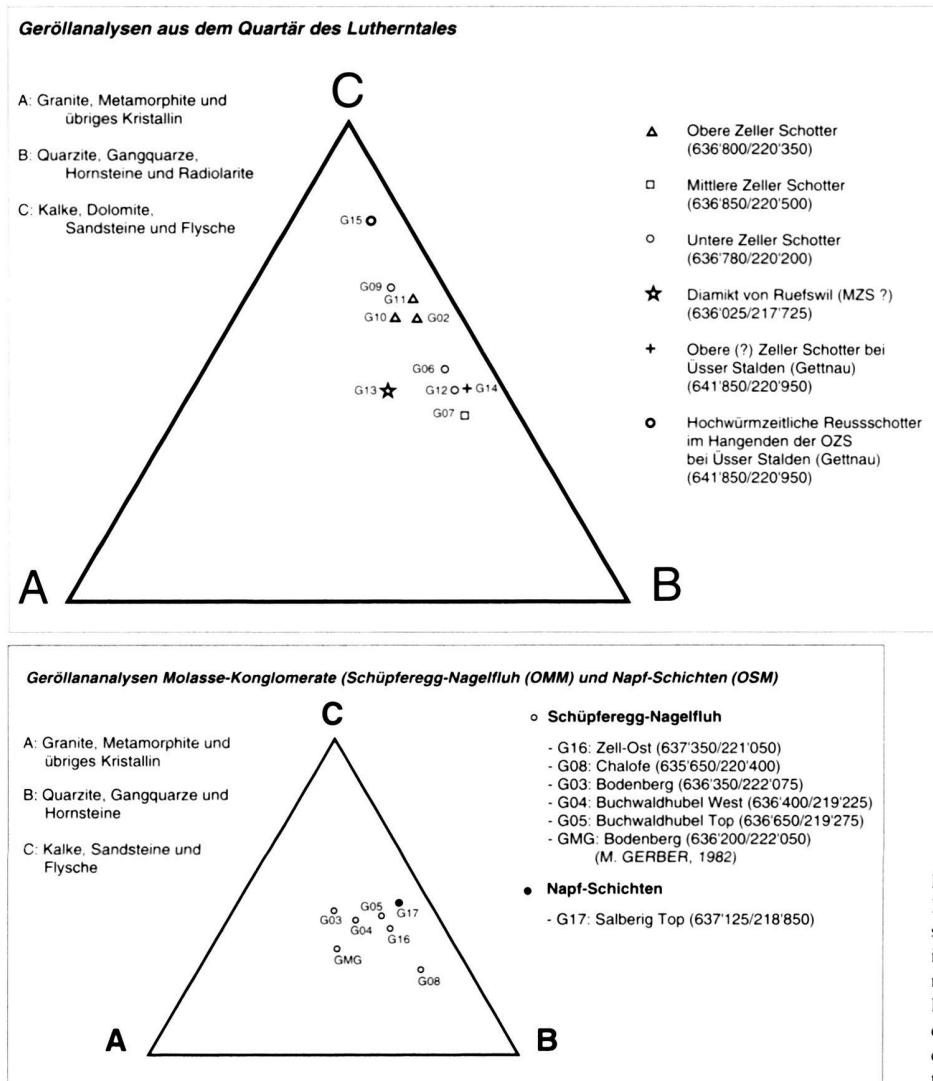 Geröllanalysen aus dem Quartär des Lutherntales
A: Granite, Metamorphite und
übriges Kristallin
B: Quarzite, Gangquarze,
Hornsteine und Radiolarite
C: Kalke, Dolomite,
Sandsteine und Flysche
C
A
B
G15
G09
G11
G10
G02
G06
G13
G12
G14
G07
Obere Zeller Schotter
(636'800/220'350)
Mittlere Zeller Schotter
(636'850/220'500)
Untere Zeller Schotter
(636'780/220'200)
Diamikt von Ruefswil (MZS ?)
(636'025/217'725)
Obere (?) Zeller Schotter bei
Üsser Stalden (Gettnau)
(641'850/220'950)
Hochwürmzeitliche Reussschotter
im Hangenden der OZS
bei Üsser Stalden (Gettnau)
(641'850/220'950)
Geröllananalysen Molasse-Konglomerate (Schüpferegg-Nagelfluh (OMM) und Napf-Schichten (OSM)
A: Granite, Metamorphite und
übriges Kristallin
B: Quarzite, Gangquarze und
Hornsteine
C: Kalke, Sandsteine und
Flysche
C
A
B
G03
G04
G05
G17
G16
GMG
G08
Schüpferegg-Nagelfluh
- G16: Zell-Ost (637'350/221'050)
- G08: Chalofe (635'650/220'400)
- G03: Bodenberg (636'350/222'075)
- G04: Buchwaldhubel West (636'400/219'225)
- G05: Buchwaldhubel Top (636'650/219'275)
- GMG: Bodenberg (636'200/222'050)
(M. GERBER, 1982)
Napf-Schichten
- G17: Salberig Top (637'125/218'850)